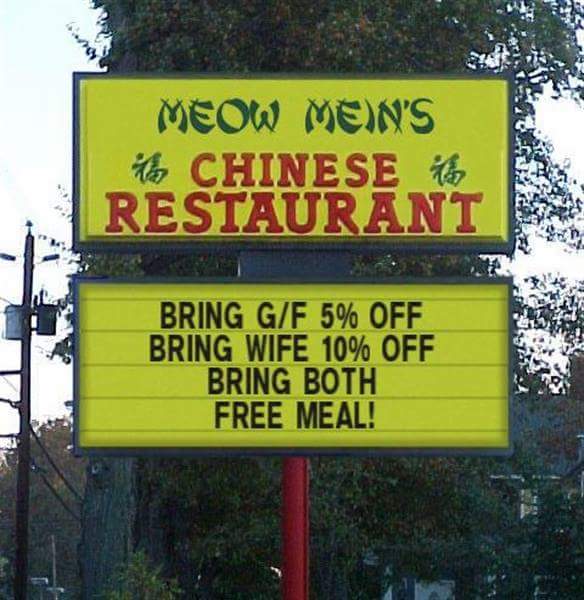 MEOW MEIN'S
福 CHINESE 福
RESTAURANT
BRING G/F 5% OFF
BRING WIFE 10% OFF
BRING BOTH
FREE MEAL!